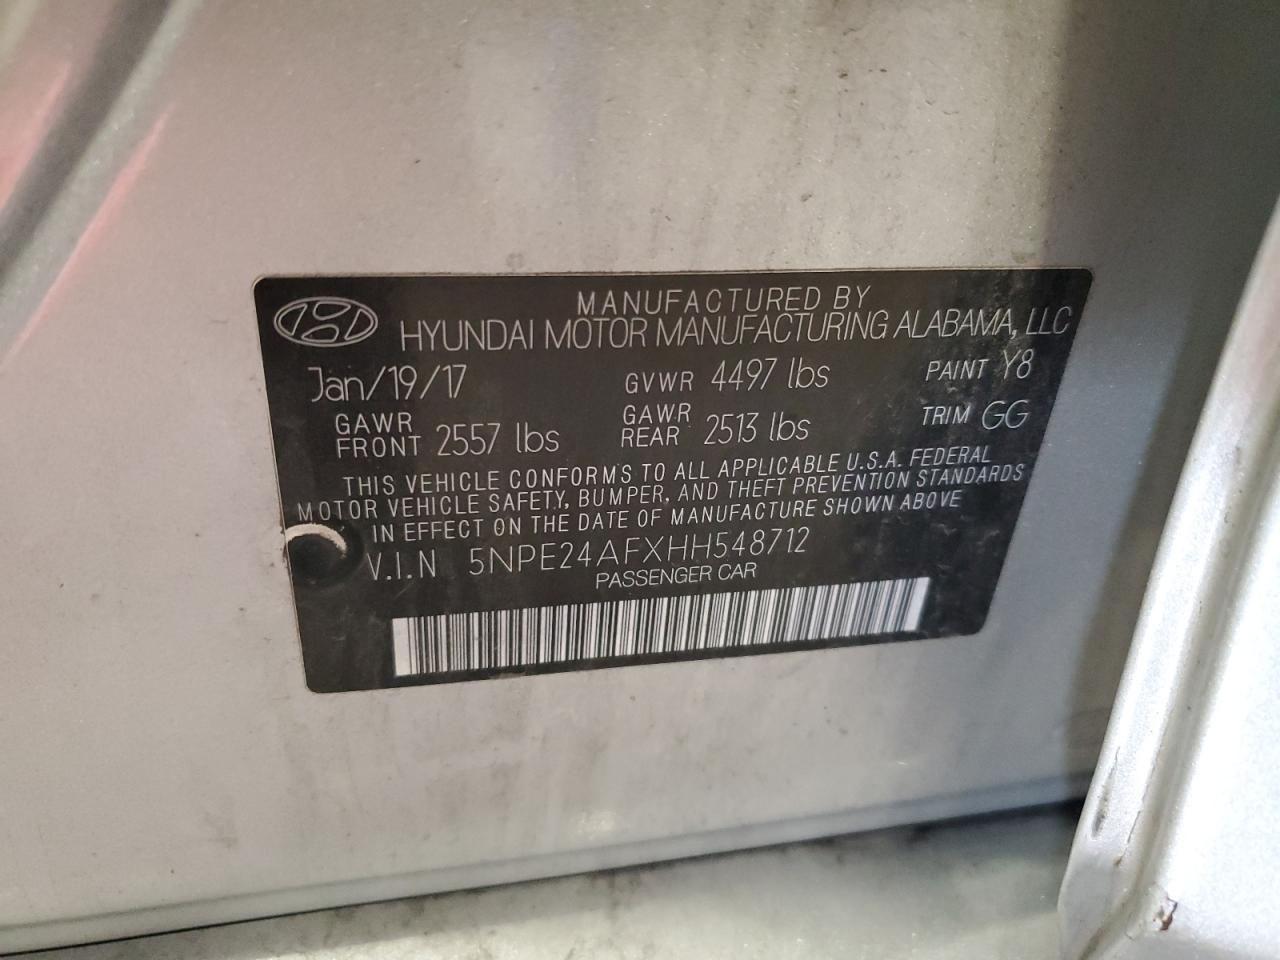 MANUFACTURED BY
HYUNDAI MOTOR MANUFACTURING ALABAMA, LLC
Jan/19/17 GVWR 4497 lbs PAINT Y8
GAWR FRONT 2557 lbs GAWR REAR 2513 lbs TRIM GG
THIS VEHICLE CONFORMS TO ALL APPLICABLE U.S.A. FEDERAL
MOTOR VEHICLE SAFETY, BUMPER, AND THEFT PREVENTION STANDARDS
IN EFFECT ON THE DATE OF MANUFACTURE SHOWN ABOVE
V.I.N 5NPE24AFXHH548712
PASSENGER CAR